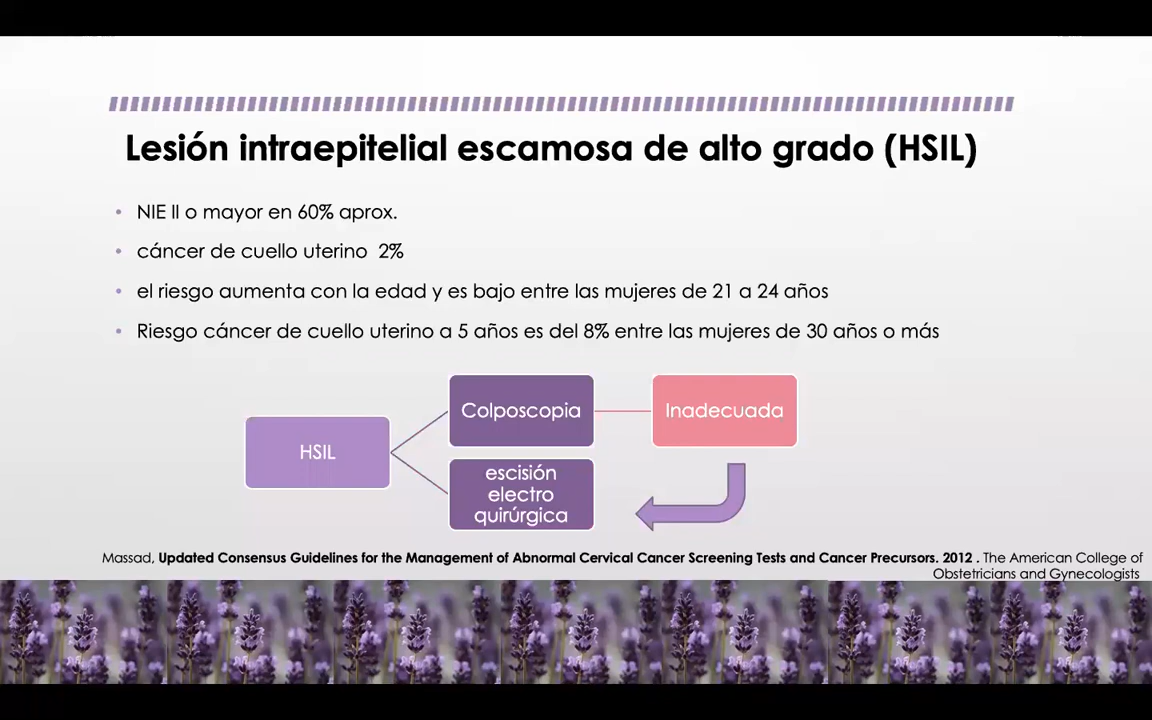 Lesión intraepitelial escamosa de alto grado (HSIL)
• NIE II o mayor en 60% aprox.
• cáncer de cuello uterino 2%
• el riesgo aumenta con la edad y es bajo entre las mujeres de 21 a 24 años
• Riesgo cáncer de cuello uterino a 5 años es del 8% entre las mujeres de 30 años o más
HSIL
Colposcopia
Inadecuada
escisión
electro
quirúrgica
Massad, Updated Consensus Guidelines for the Management of Abnormal Cervical Cancer Screening Tests and Cancer Precursors. 2012 . The American College of
Obstetricians and Gynecologists